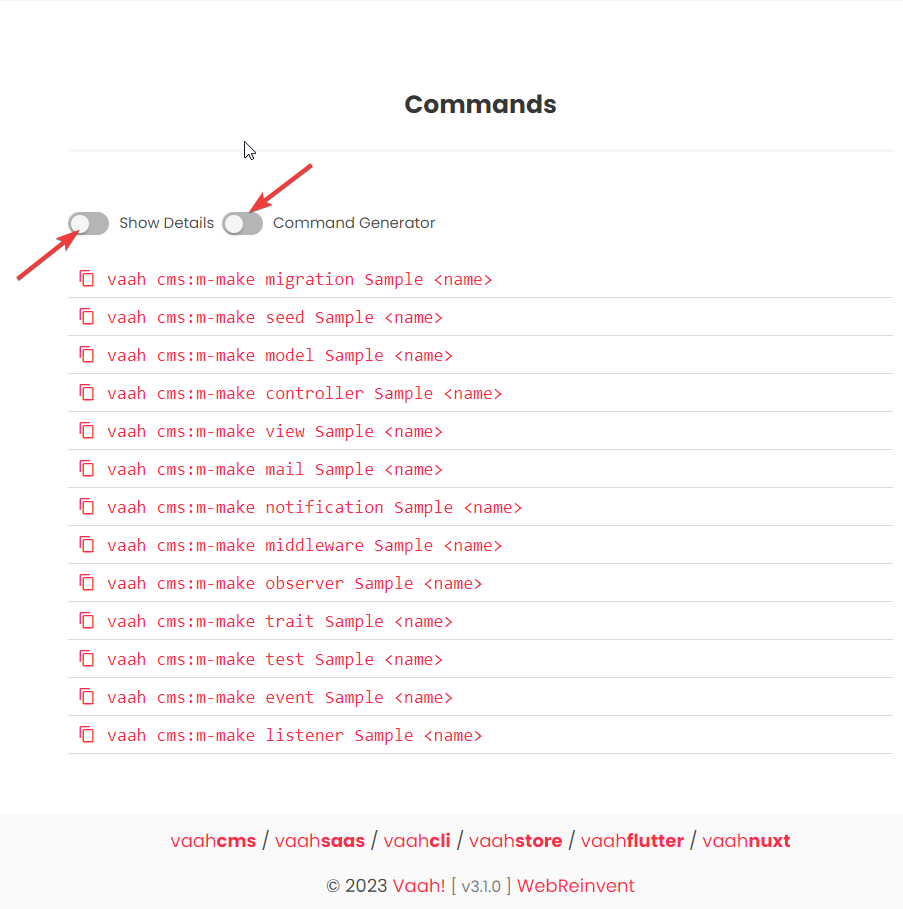 Commands
Show Details Command Generator
vaah cms:m-make migration Sample <name>
vaah cms:m-make seed Sample <name>
vaah cms:m-make model Sample <name>
vaah cms:m-make controller Sample <name>
vaah cms:m-make view Sample <name>
vaah cms:m-make mail Sample <name>
vaah cms:m-make notification Sample <name>
vaah cms:m-make middleware Sample <name>
vaah cms:m-make observer Sample <name>
vaah cms:m-make trait Sample <name>
vaah cms:m-make test Sample <name>
vaah cms:m-make event Sample <name>
vaah cms:m-make listener Sample <name>
vaahcms / vaahsaas / vaahcli / vaahstore / vaahflutter / vaahnuxt
© 2023 Vaah! [ v3.1.0 ] WebReinvent